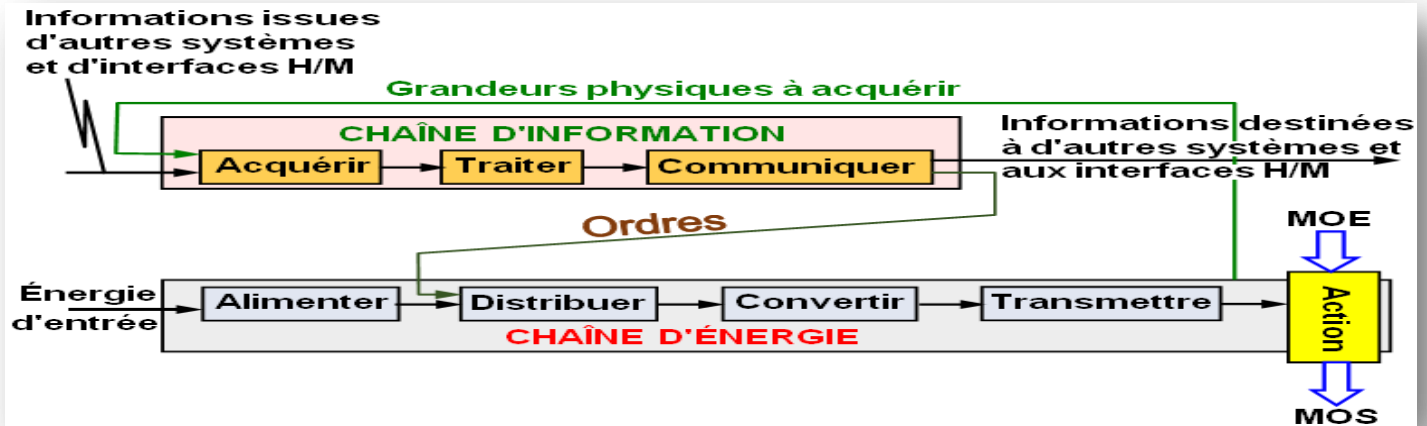 Informations issues
d'autres systèmes
et d'interfaces H/M
Grandeurs physiques à acquérir
CHAÎNE D'INFORMATION
Informations destinées
à d'autres systèmes et
aux interfaces H/M
Acquérir
Traiter
Communiquer
Ordres
MOE
Énergie
d'entrée
Alimenter
Distribuer
Convertir
Transmettre
Action
CHAÎNE D'ÉNERGIE
MOS